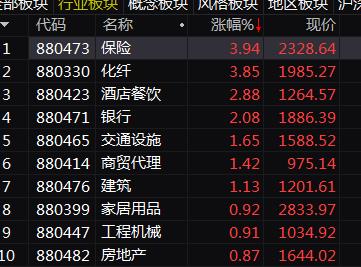 全部板块 行业板块 概念板块 风格板块 地区板块 沪深
代码 名称 涨幅% 现价
1 880473 保险 3.94 2328.64
2 880330 化纤 3.85 1985.27
3 880423 酒店餐饮 2.88 1264.57
4 880471 银行 2.08 1886.39
5 880465 交通设施 1.65 1588.52
6 880414 商贸代理 1.42 975.14
7 880476 建筑 1.13 1201.61
8 880399 家居用品 0.92 2833.97
9 880447 工程机械 0.91 1034.92
10 880482 房地产 0.87 1644.02